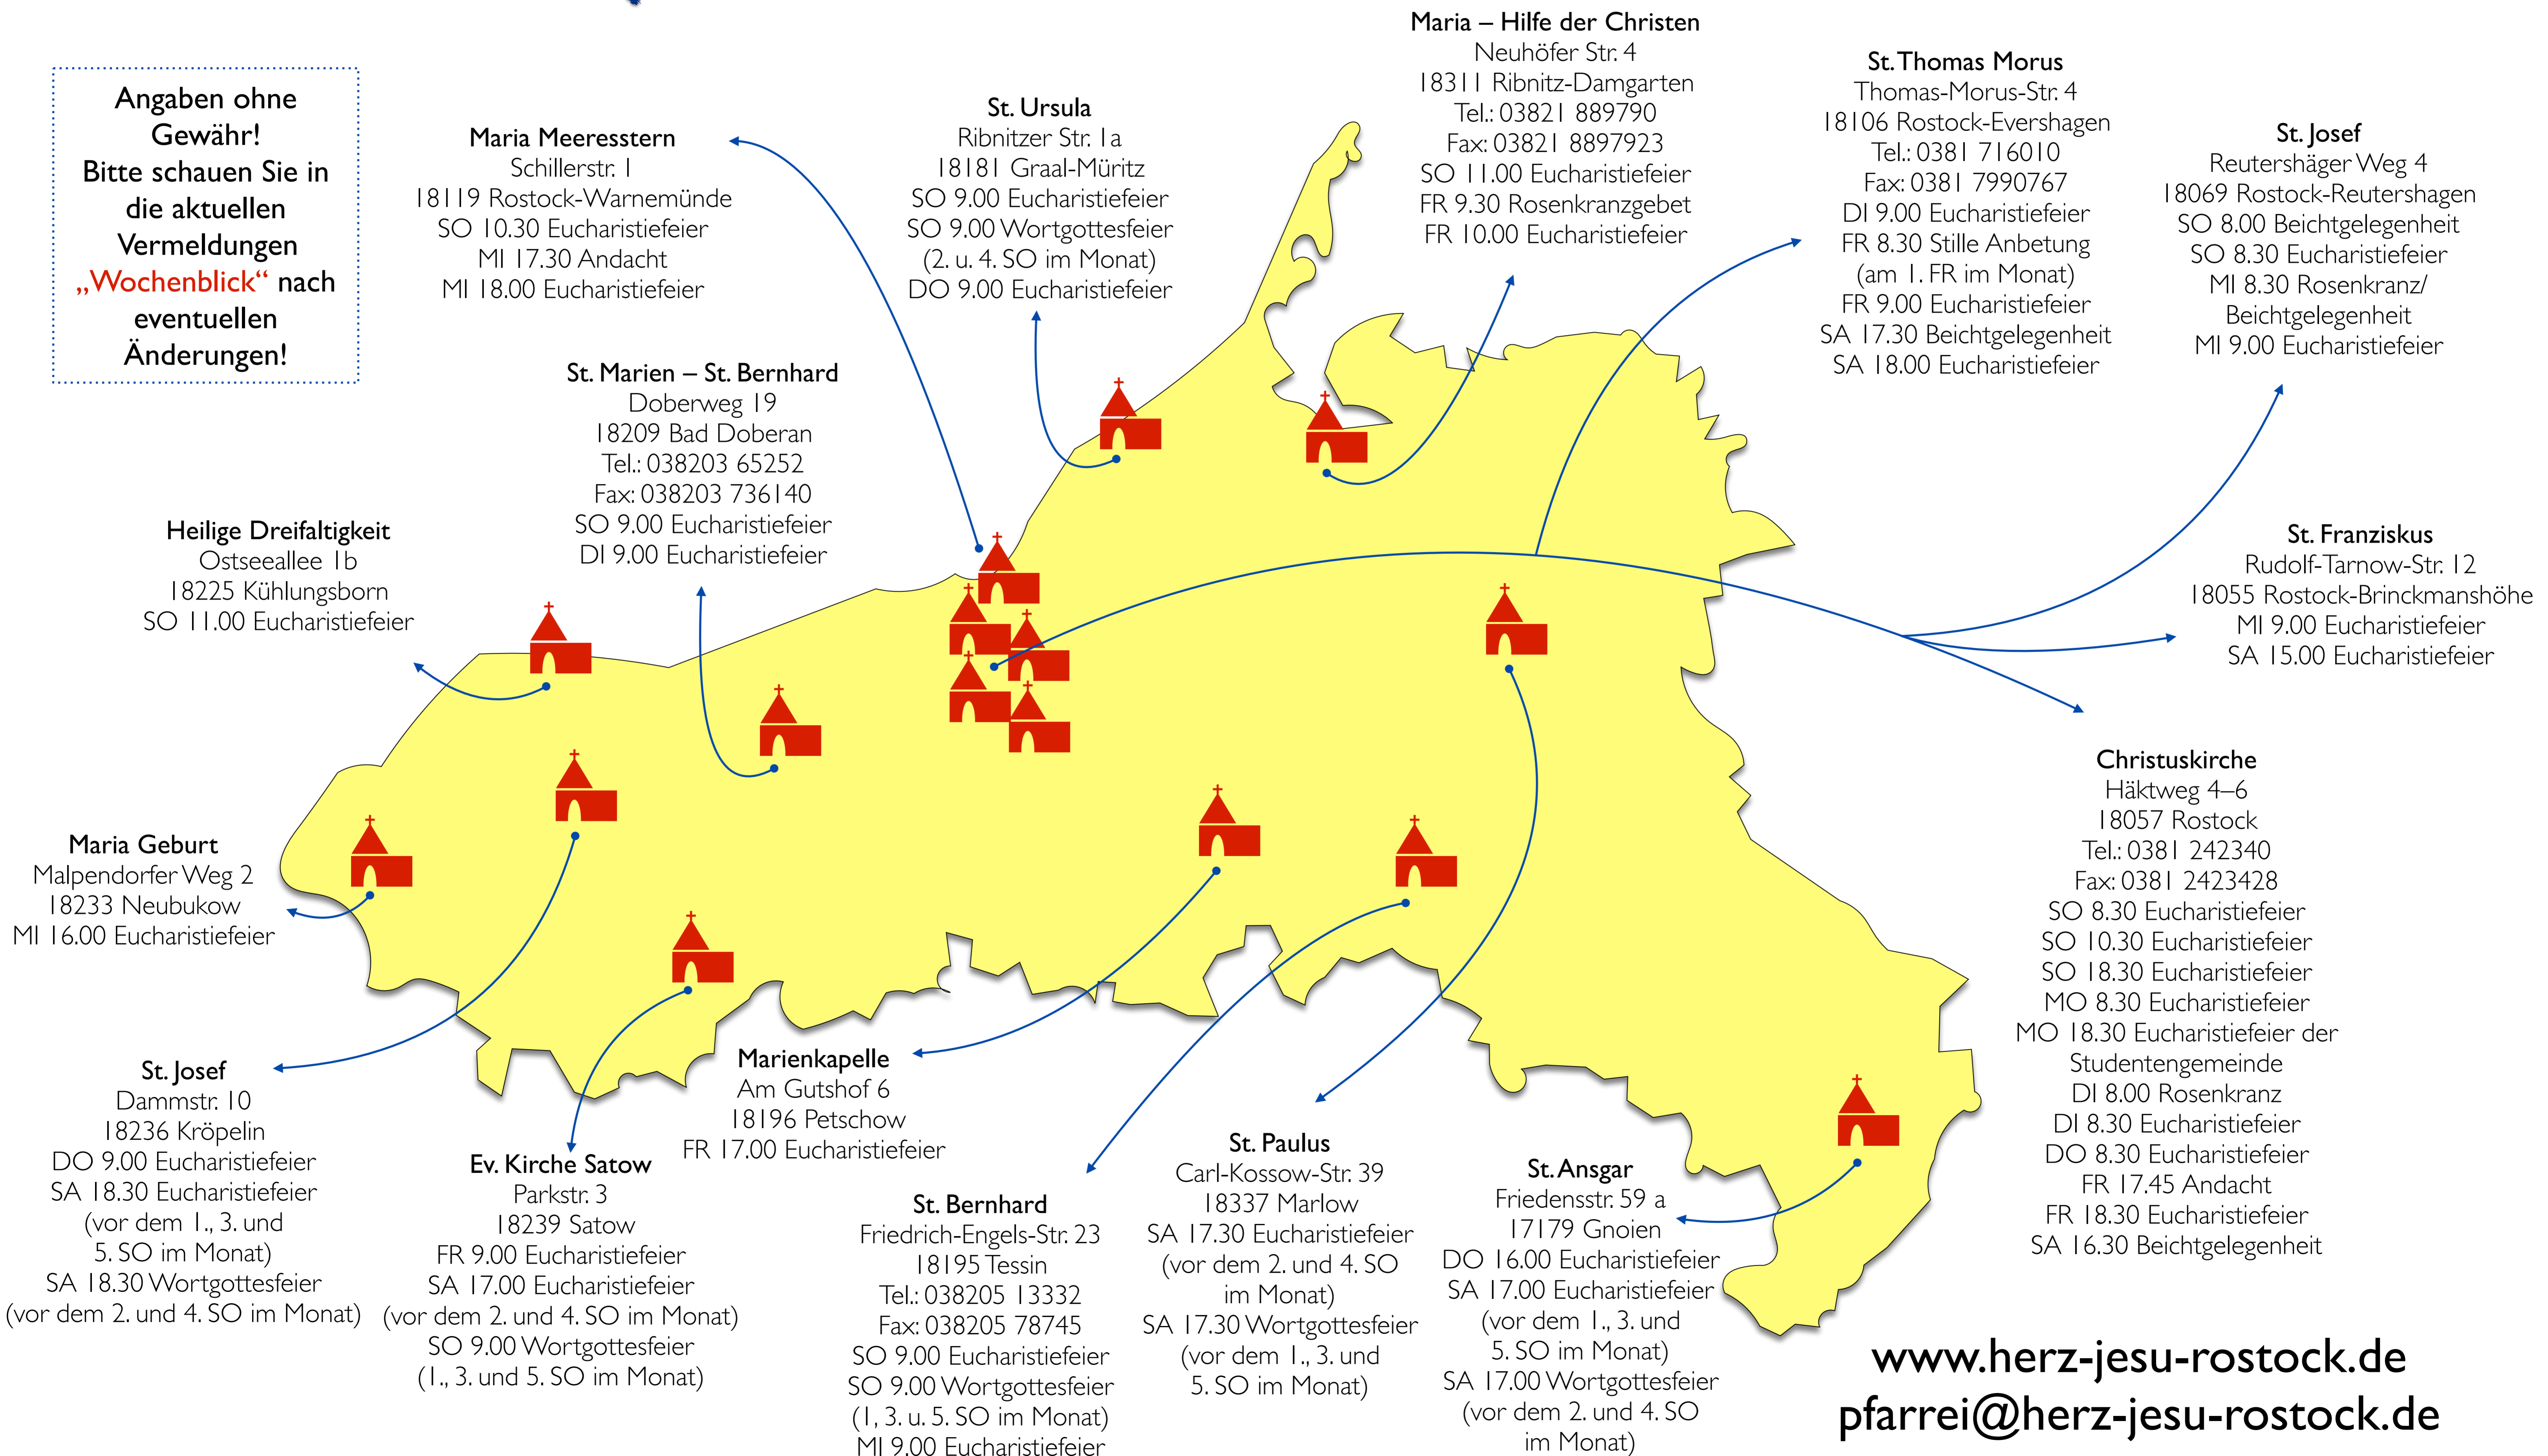 Angaben ohne
Gewähr!
Bitte schauen Sie in
die aktuellen
Vermeldungen
„Wochenblick“ nach
eventuellen
Änderungen!
Maria Meeresstern
Schillerstr. 1
18119 Rostock-Warnemünde
SO 10.30 Eucharistiefeier
MI 17.30 Andacht
MI 18.00 Eucharistiefeier
St. Ursula
Ribnitzer Str. 1a
18181 Graal-Müritz
SO 9.00 Eucharistiefeier
SO 9.00 Wortgottesfeier
(2. u. 4. SO im Monat)
DO 9.00 Eucharistiefeier
Maria – Hilfe der Christen
Neuhöfer Str. 4
18311 Ribnitz-Damgarten
Tel.: 03821 889790
Fax: 03821 8897923
SO 11.00 Eucharistiefeier
FR 9.30 Rosenkranzgebet
FR 10.00 Eucharistiefeier
St. Thomas Morus
Thomas-Morus-Str. 4
18106 Rostock-Evershagen
Tel.: 0381 716010
Fax: 0381 7990767
DI 9.00 Eucharistiefeier
FR 8.30 Stille Anbetung
(am 1. FR im Monat)
FR 9.00 Eucharistiefeier
SA 17.30 Beichtgelegenheit
SA 18.00 Eucharistiefeier
St. Josef
Reutershäger Weg 4
18069 Rostock-Reutershagen
SO 8.00 Beichtgelegenheit
SO 8.30 Eucharistiefeier
MI 8.30 Rosenkranz/
Beichtgelegenheit
MI 9.00 Eucharistiefeier
St. Marien – St. Bernhard
Doberweg 19
18209 Bad Doberan
Tel.: 038203 65252
Fax: 038203 736140
SO 9.00 Eucharistiefeier
DI 9.00 Eucharistiefeier
Heilige Dreifaltigkeit
Ostseeallee 1b
18225 Kühlungsborn
SO 11.00 Eucharistiefeier
St. Franziskus
Rudolf-Tarnow-Str. 12
18055 Rostock-Brinckmanshöhe
MI 9.00 Eucharistiefeier
SA 15.00 Eucharistiefeier
Christuskirche
Häktweg 4–6
18057 Rostock
Tel.: 0381 242340
Fax: 0381 2423428
SO 8.30 Eucharistiefeier
SO 10.30 Eucharistiefeier
SO 18.30 Eucharistiefeier
MO 8.30 Eucharistiefeier
MO 18.30 Eucharistiefeier der
Studentengemeinde
DI 8.00 Rosenkranz
DI 8.30 Eucharistiefeier
DO 8.30 Eucharistiefeier
FR 17.45 Andacht
FR 18.30 Eucharistiefeier
SA 16.30 Beichtgelegenheit
Maria Geburt
Malpendorfer Weg 2
18233 Neubukow
MI 16.00 Eucharistiefeier
St. Josef
Dammstr. 10
18236 Kröpelin
DO 9.00 Eucharistiefeier
SA 18.30 Eucharistiefeier
(vor dem 1., 3. und
5. SO im Monat)
SA 18.30 Wortgottesfeier
(vor dem 2. und 4. SO im Monat)
Ev. Kirche Satow
Parkstr. 3
18239 Satow
FR 9.00 Eucharistiefeier
SA 17.00 Eucharistiefeier
(vor dem 2. und 4. SO im Monat)
SO 9.00 Wortgottesfeier
(1., 3. und 5. SO im Monat)
Marienkapelle
Am Gutshof 6
18196 Petschow
FR 17.00 Eucharistiefeier
St. Bernhard
Friedrich-Engels-Str. 23
18195 Tessin
Tel.: 038205 13332
Fax: 038205 78745
SO 9.00 Eucharistiefeier
SO 9.00 Wortgottesfeier
(1, 3. u. 5. SO im Monat)
MI 9.00 Eucharistiefeier
St. Paulus
Carl-Kossow-Str. 39
18337 Marlow
SA 17.30 Eucharistiefeier
(vor dem 2. und 4. SO
im Monat)
SA 17.30 Wortgottesfeier
(vor dem 1., 3. und
5. SO im Monat)
St. Ansgar
Friedensstr. 59 a
17179 Gnoien
DO 16.00 Eucharistiefeier
SA 17.00 Eucharistiefeier
(vor dem 1., 3. und
5. SO im Monat)
SA 17.00 Wortgottesfeier
(vor dem 2. und 4. SO
im Monat)
www.herz-jesu-rostock.de
pfarrei@herz-jesu-rostock.de